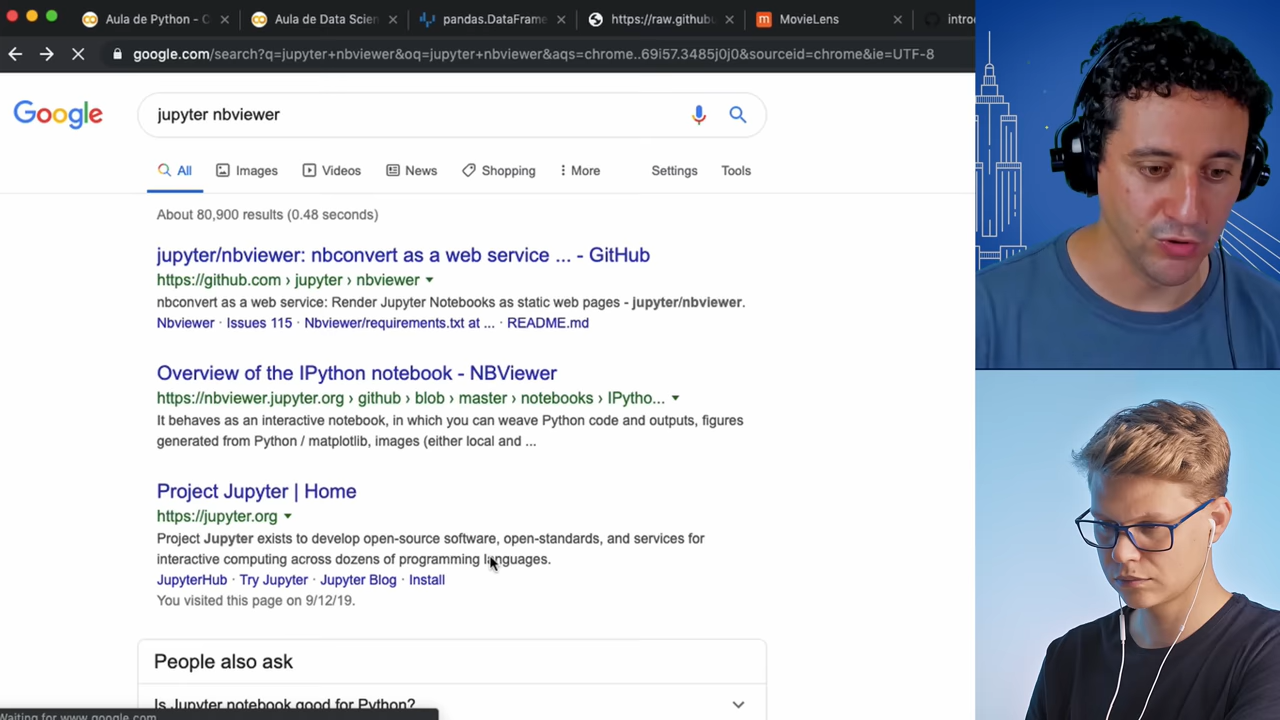 Aula de Python - C
Aula de Data Scien
pandas.DataFrame
https://raw.githubu
MovieLens
intro
google.com/search?q=jupyter+nbviewer&oq=jupyter+nbviewer&aqs=chrome..69i57.3485j0j0&sourceid=chrome&ie=UTF-8
Google
jupyter nbviewer
All
Images
Videos
News
Shopping
More
Settings
Tools
About 80,900 results (0.48 seconds)
jupyter/nbviewer: nbconvert as a web service ... - GitHub
https://github.com › jupyter › nbviewer
nbconvert as a web service: Render Jupyter Notebooks as static web pages - jupyter/nbviewer.
Nbviewer · Issues 115 · Nbviewer/requirements.txt at ... · README.md
Overview of the IPython notebook - NBViewer
https://nbviewer.jupyter.org › github › blob › master › notebooks › IPytho...
It behaves as an interactive notebook, in which you can weave Python code and outputs, figures
generated from Python / matplotlib, images (either local and ...
Project Jupyter | Home
https://jupyter.org
Project Jupyter exists to develop open-source software, open-standards, and services for
interactive computing across dozens of programming languages.
JupyterHub · Try Jupyter · Jupyter Blog · Install
You visited this page on 9/12/19.
People also ask
Is Jupyter notebook good for Python?
Waiting for www.google.com